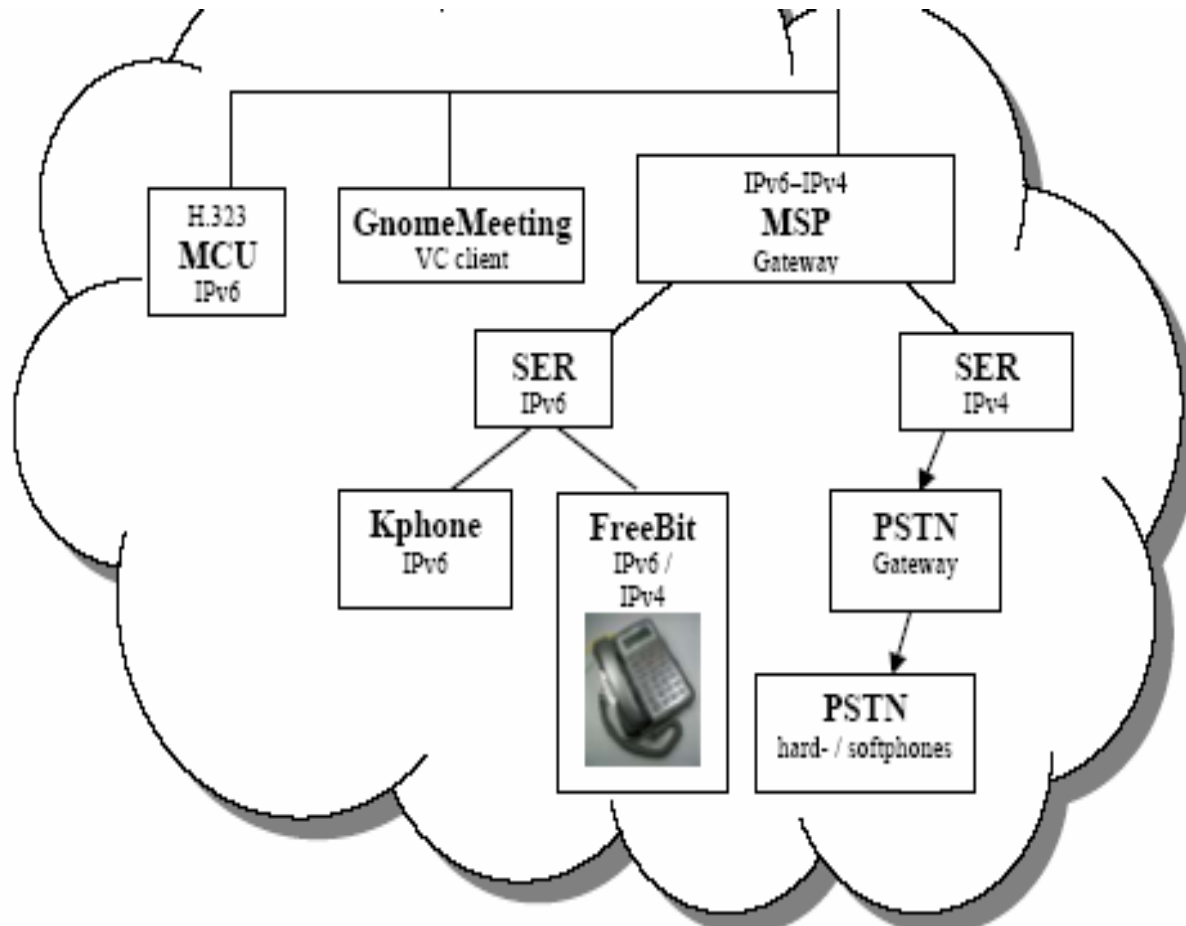 H.323
MCU
IPv6
GnomeMeeting
VC client
IPv6–IPv4
MSP
Gateway
SER
IPv6
SER
IPv4
Kphone
IPv6
FreeBit
IPv6 /
IPv4
PSTN
Gateway
PSTN
hard- / softphones